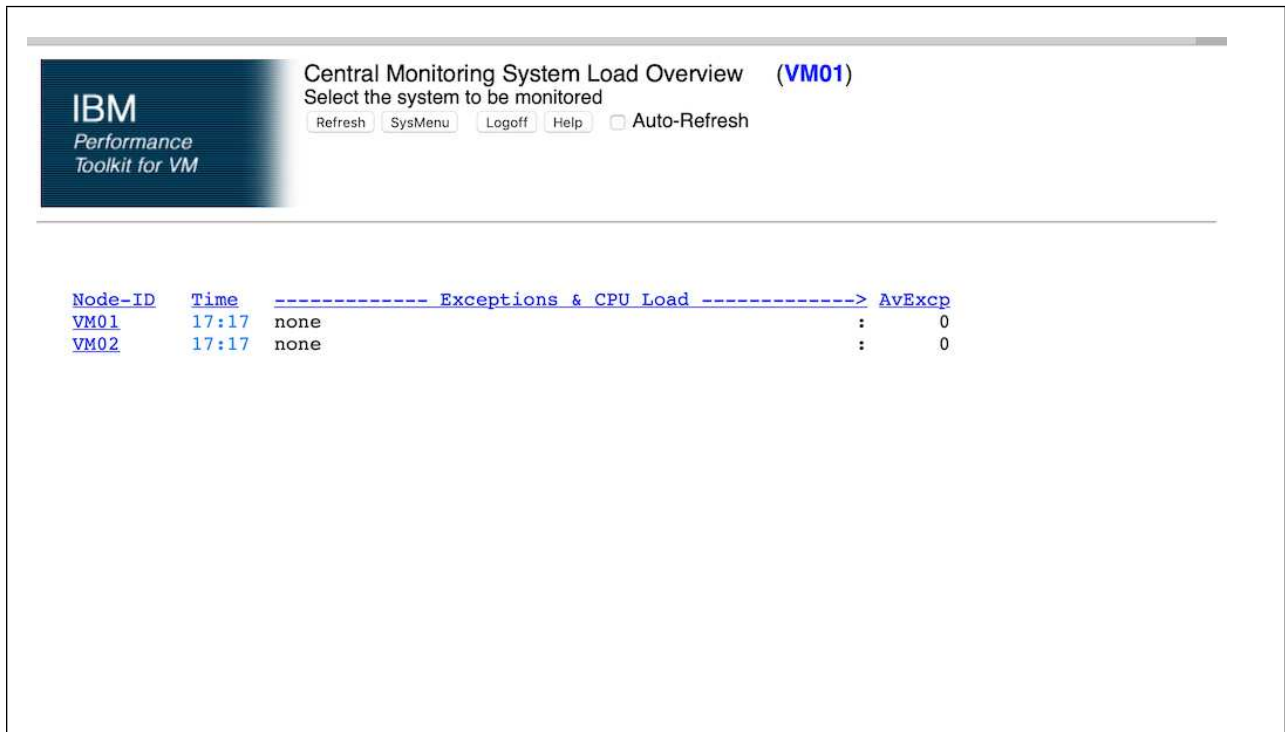 IBM
Performance
Toolkit for VM
Central Monitoring System Load Overview (VM01)
Select the system to be monitored
Refresh SysMenu Logoff Help Auto-Refresh
Node-ID Time ------------- Exceptions & CPU Load -------------> AvExcp
VM01 17:17 none : 0
VM02 17:17 none : 0